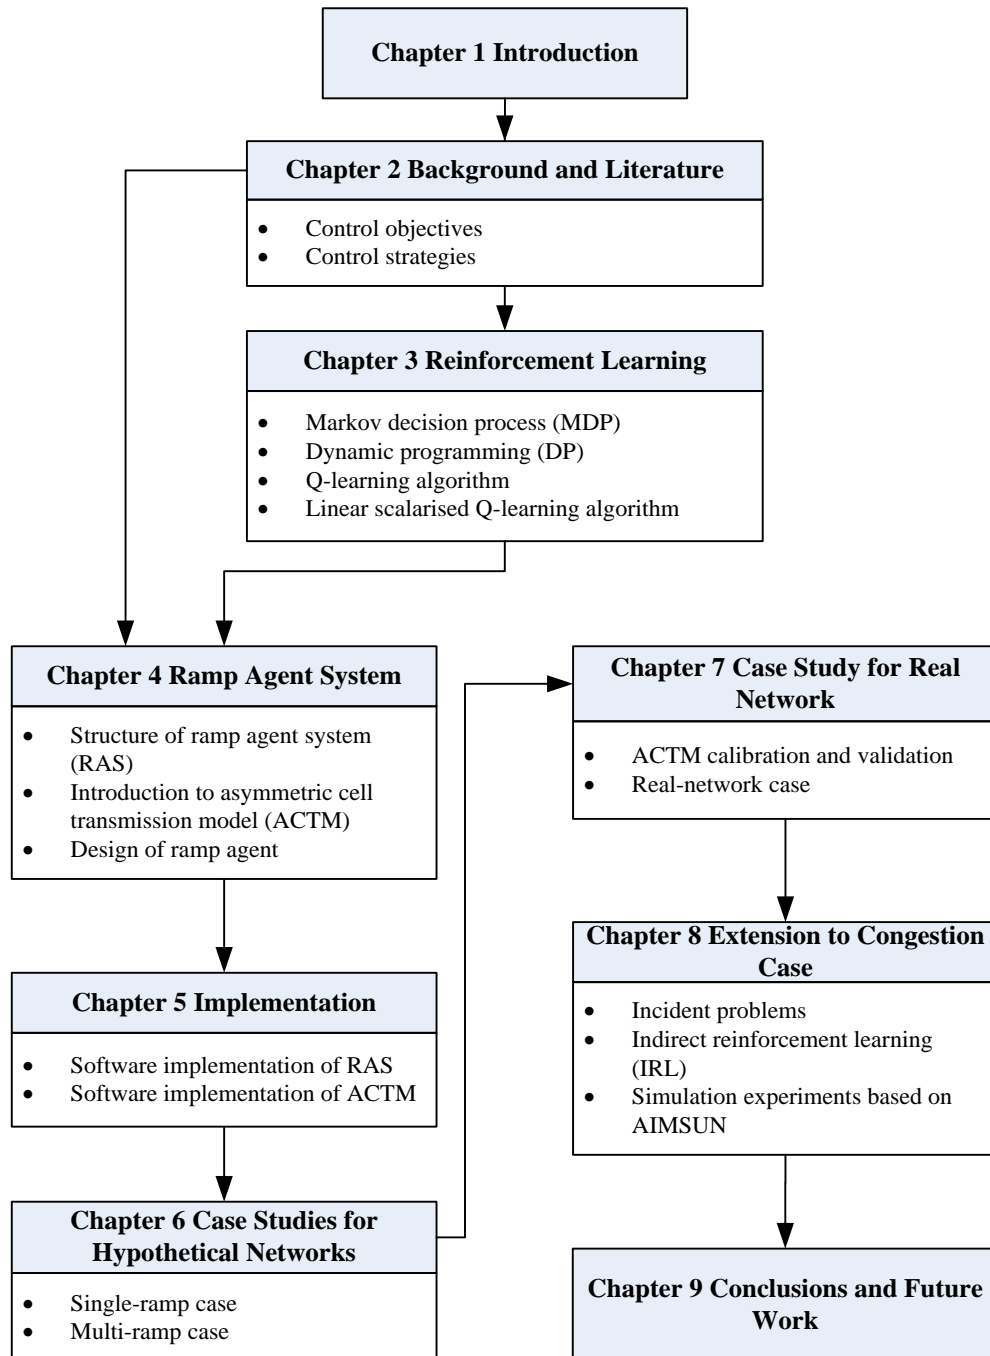 Chapter 1 Introduction
Chapter 2 Background and Literature
• Control objectives
• Control strategies
Chapter 3 Reinforcement Learning
• Markov decision process (MDP)
• Dynamic programming (DP)
• Q-learning algorithm
• Linear scalarised Q-learning algorithm
Chapter 4 Ramp Agent System
• Structure of ramp agent system
(RAS)
• Introduction to asymmetric cell
transmission model (ACTM)
• Design of ramp agent
Chapter 5 Implementation
• Software implementation of RAS
• Software implementation of ACTM
Chapter 6 Case Studies for
Hypothetical Networks
• Single-ramp case
• Multi-ramp case
Chapter 7 Case Study for Real
Network
• ACTM calibration and validation
• Real-network case
Chapter 8 Extension to Congestion
Case
• Incident problems
• Indirect reinforcement learning
(IRL)
• Simulation experiments based on
AIMSUN
Chapter 9 Conclusions and Future
Work